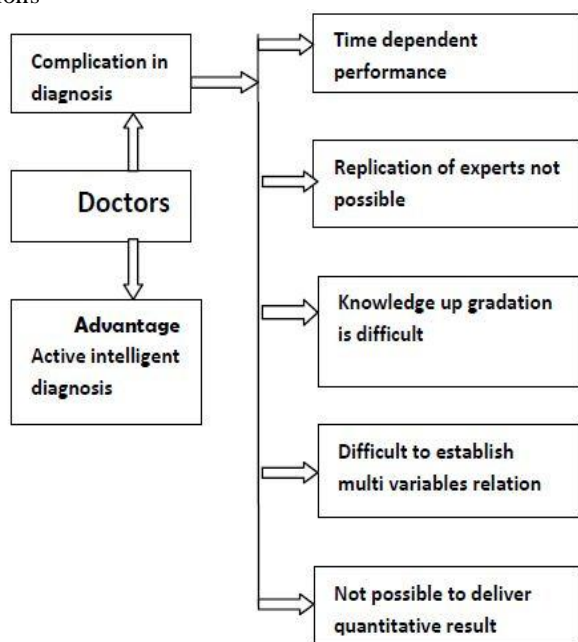 ions
Complication in
diagnosis
Doctors
Advantage
Active intelligent
diagnosis
Time dependent
performance
Replication of experts not
possible
Knowledge up gradation
is difficult
Difficult to establish
multi variables relation
Not possible to deliver
quantitative result